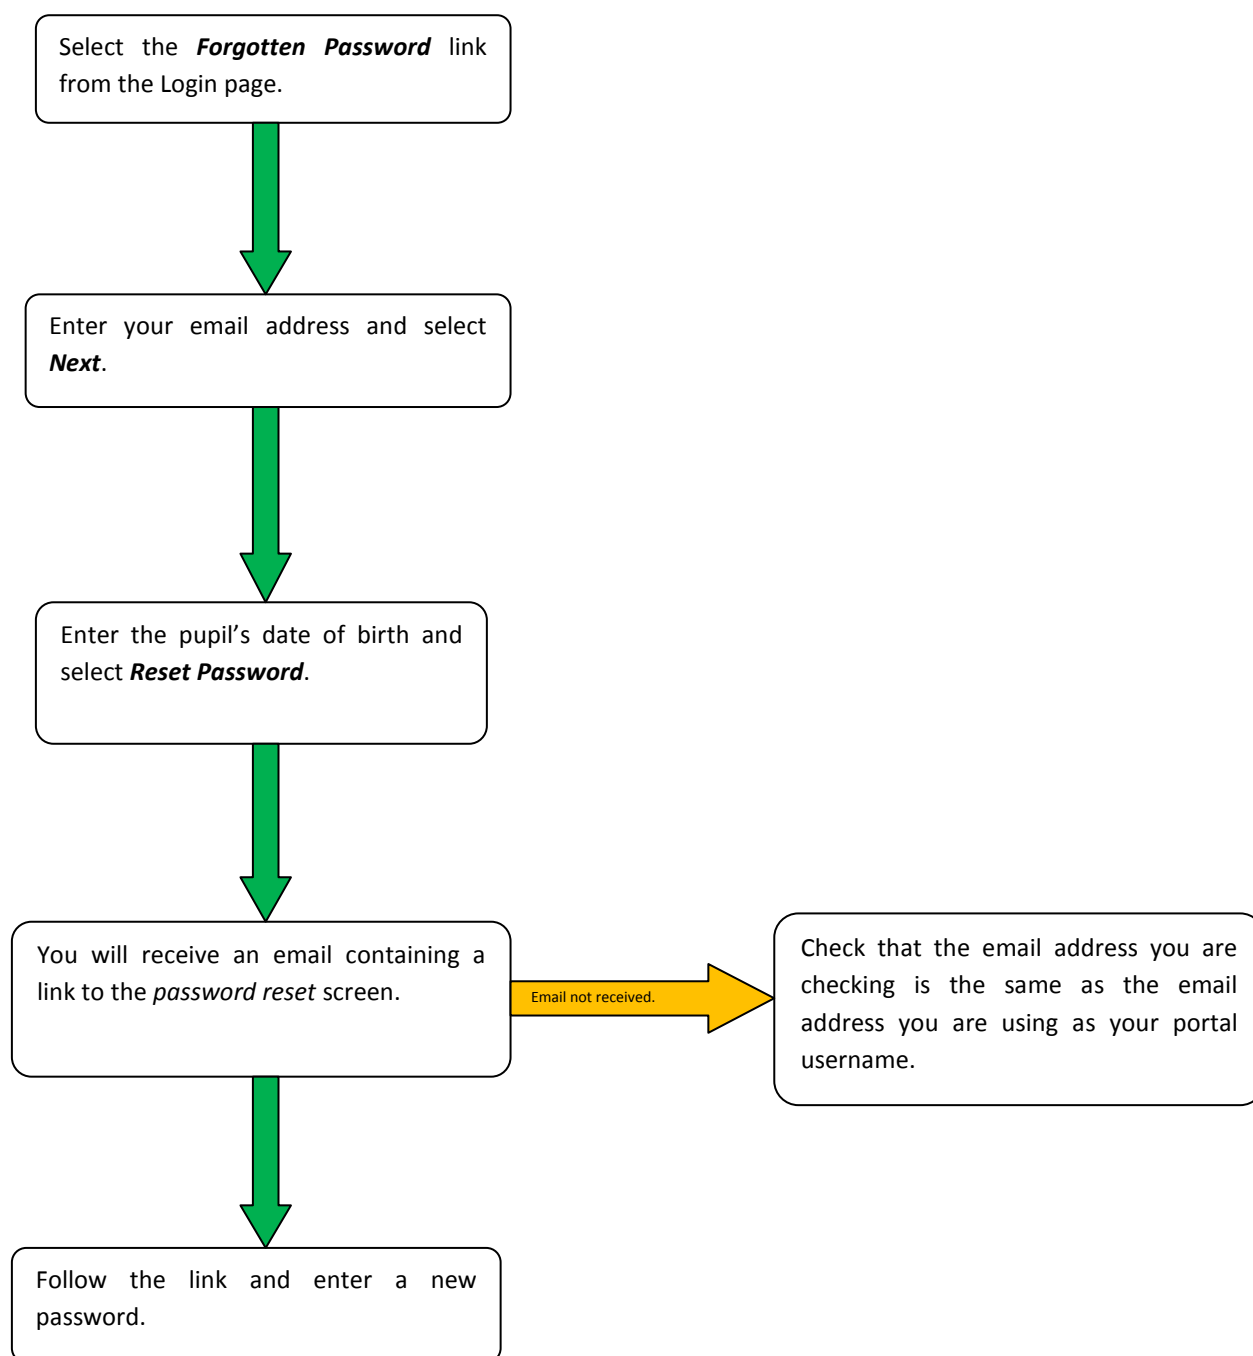 Select the Forgotten Password link
from the Login page.
Enter your email address and select
Next.
Enter the pupil’s date of birth and
select Reset Password.
You will receive an email containing a
link to the password reset screen.
Email not received.
Check that the email address you are
checking is the same as the email
address you are using as your portal
username.
Follow the link and enter a new
password.